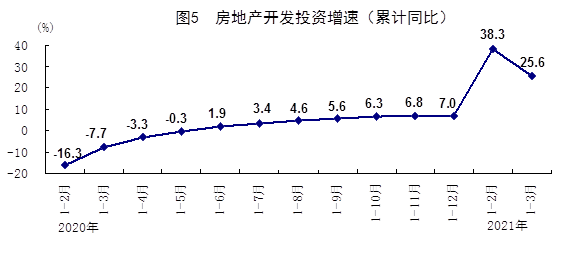 图5 房地产开发投资增速（累计同比）
(%)
40
30
20
10
0
-10
-20
-16.3
-7.7
-3.3
-0.3
1.9
3.4
4.6
5.6
6.3
6.8
7.0
38.3
25.6
1-2月
1-3月
1-4月
1-5月
1-6月
1-7月
1-8月
1-9月
1-10月
1-11月
1-12月
1-2月
1-3月
2020年
2021年